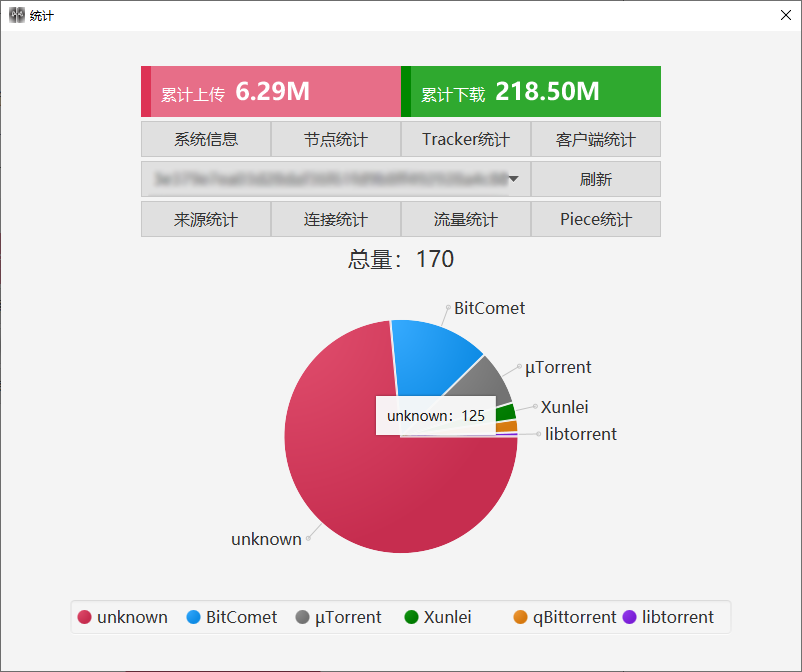 统计
累计上传 6.29M 累计下载 218.50M
系统信息 节点统计 Tracker统计 客户端统计
刷新
来源统计 连接统计 流量统计 Piece统计
总量：170
BitComet
µTorrent
unknown：125
Xunlei
libtorrent
unknown
unknown BitComet µTorrent Xunlei qBittorrent libtorrent